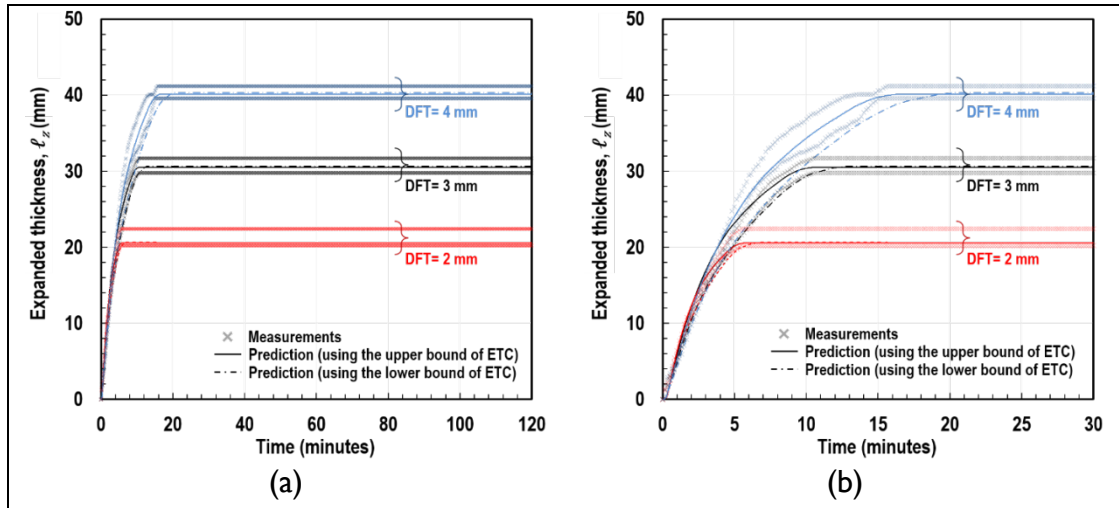 50
40
30
20
10
0
Expanded thickness, ℓz (mm)
DFT= 4 mm
DFT= 3 mm
DFT= 2 mm
Measurements
Prediction (using the upper bound of ETC)
Prediction (using the lower bound of ETC)
0 20 40 60 80 100 120
Time (minutes)
(a)
50
40
30
20
10
0
Expanded thickness, ℓz (mm)
DFT= 4 mm
DFT= 3 mm
DFT= 2 mm
Measurements
Prediction (using the upper bound of ETC)
Prediction (using the lower bound of ETC)
0 5 10 15 20 25 30
Time (minutes)
(b)